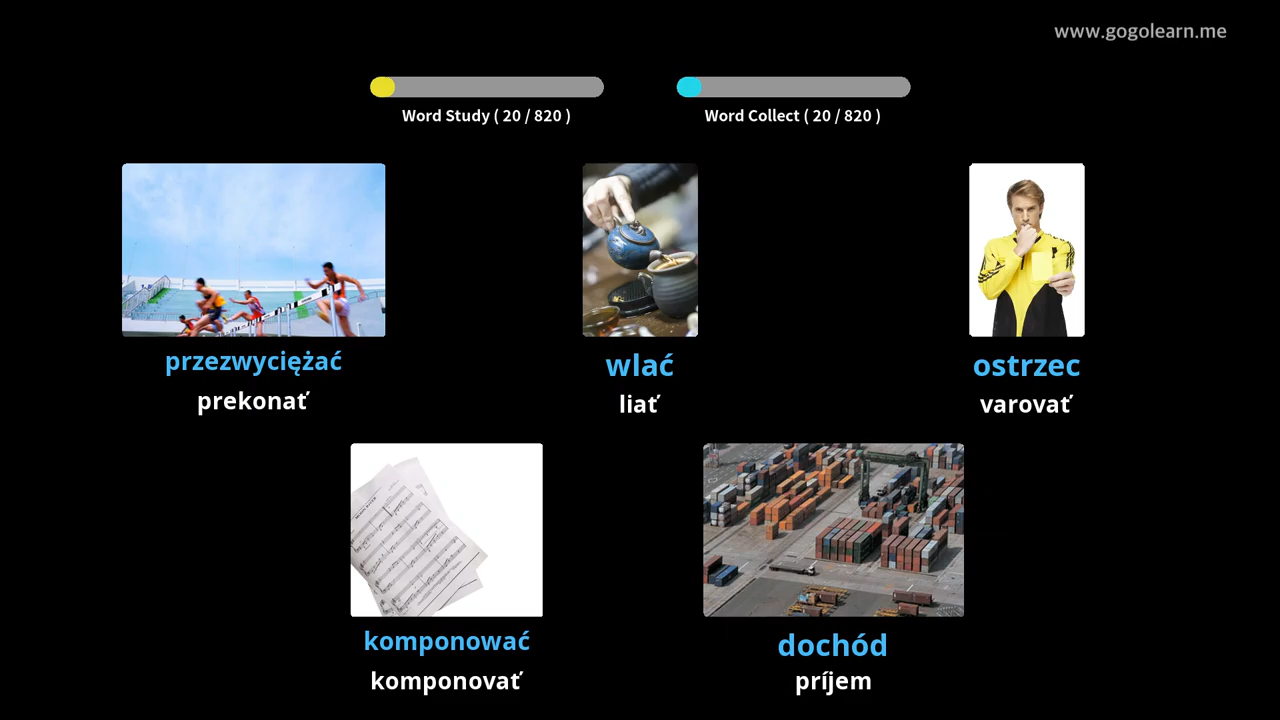 www.gogolearn.me
Word Study ( 20 / 820 )
Word Collect ( 20 / 820 )
przezwyciężać
prekonať
wlać
liať
ostrzec
varovať
komponować
komponovať
dochód
príjem